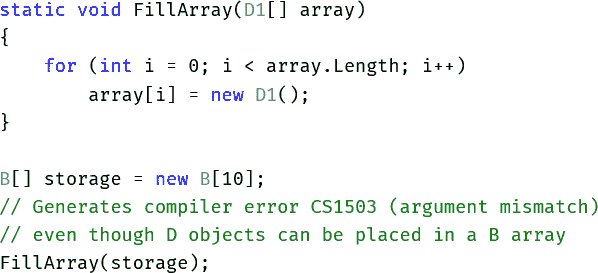 static void FillArray(D1[] array)
{
    for (int i = 0; i < array.Length; i++)
        array[i] = new D1();
}

B[] storage = new B[10];
// Generates compiler error CS1503 (argument mismatch)
// even though D objects can be placed in a B array
FillArray(storage);